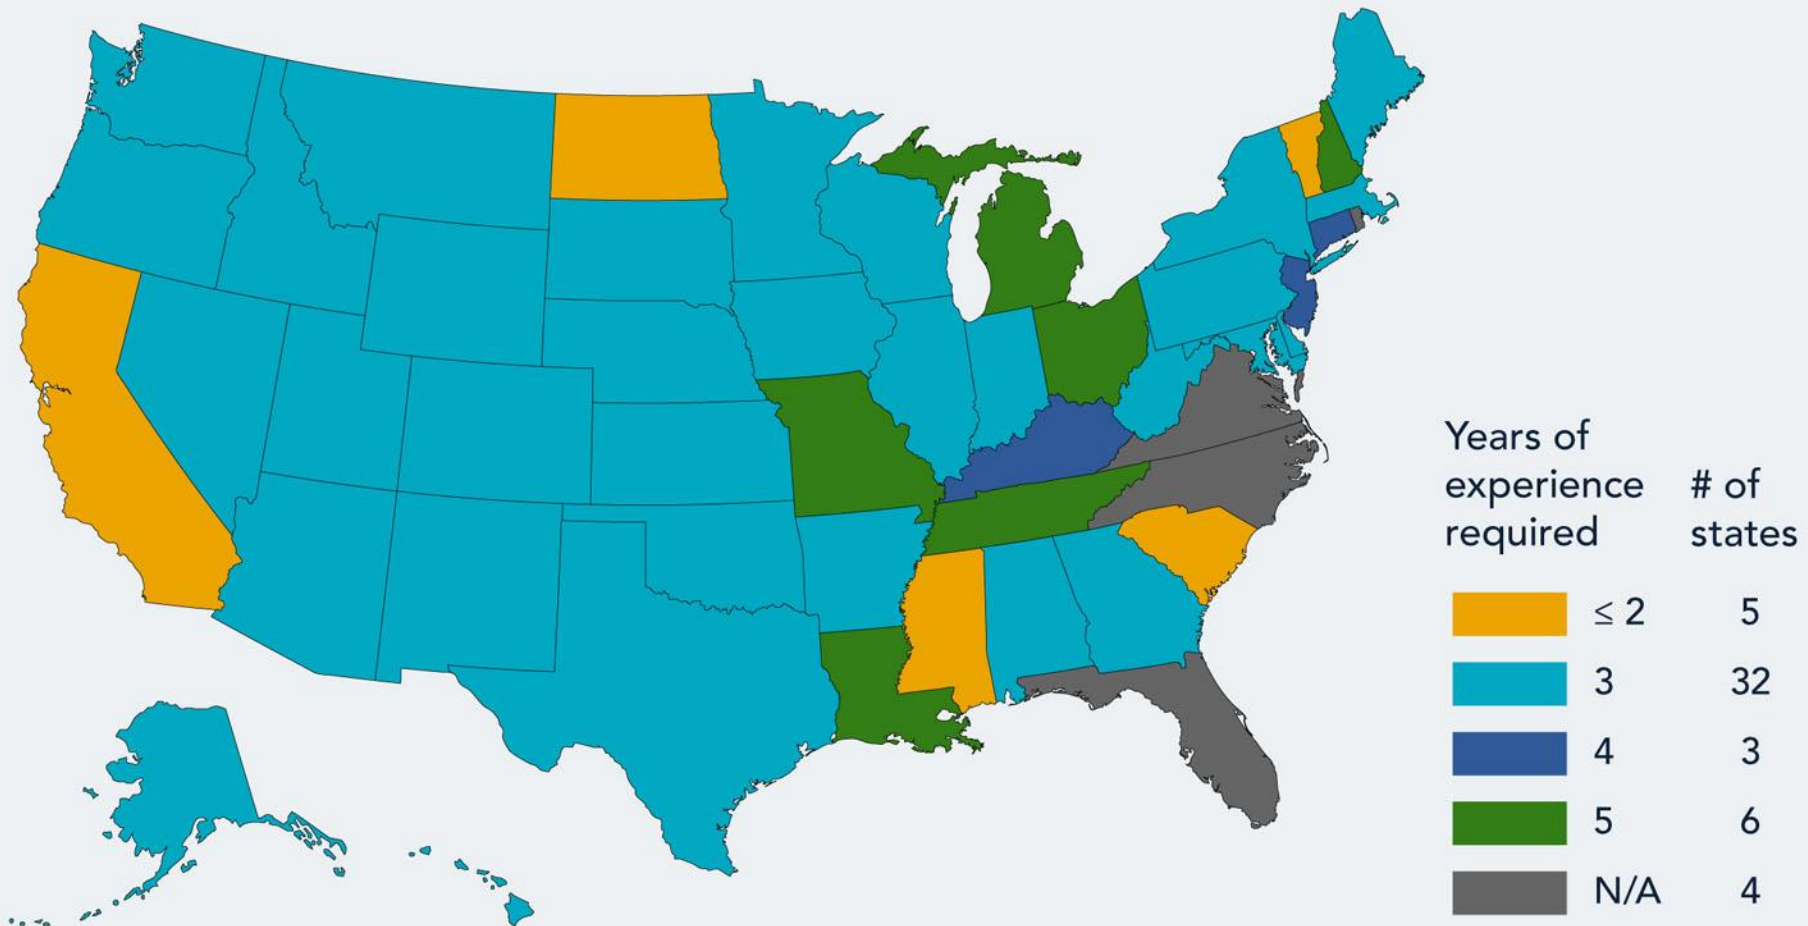 Years of
experience
required
# of
states
≤ 2 5
3 32
4 3
5 6
N/A 4